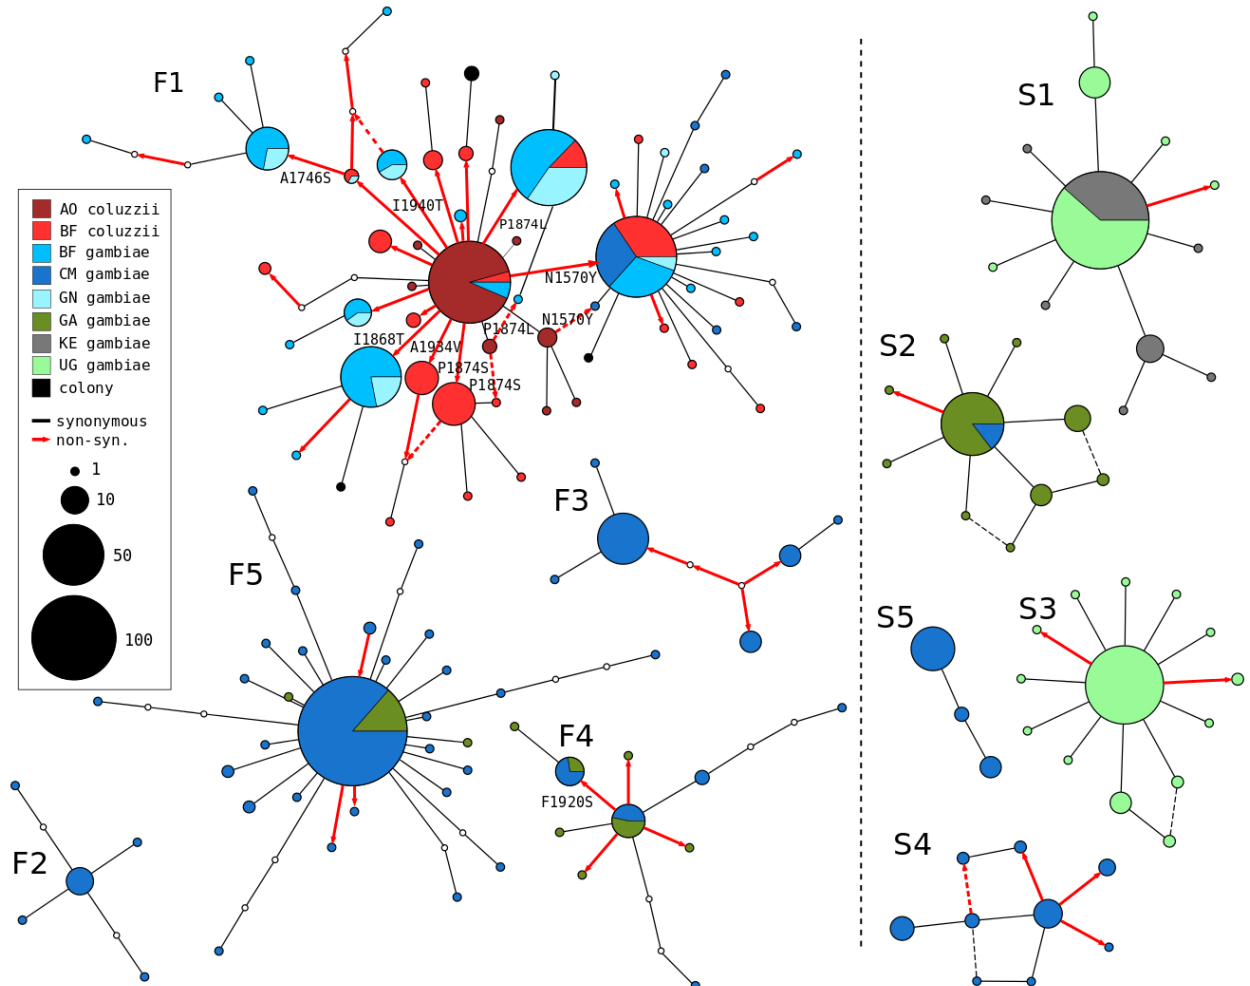 F1
A1746S
I1940T
P1874L
N1570Y
P1874L
N1570Y
I1868T
A1934V
P1874S
P1874S
AO coluzzii
BF coluzzii
BF gambiae
CM gambiae
GN gambiae
GA gambiae
KE gambiae
UG gambiae
colony
synonymous
non-syn.
1
10
50
100
F5
F3
F4
F1920S
F2
S1
S2
S5
S3
S4